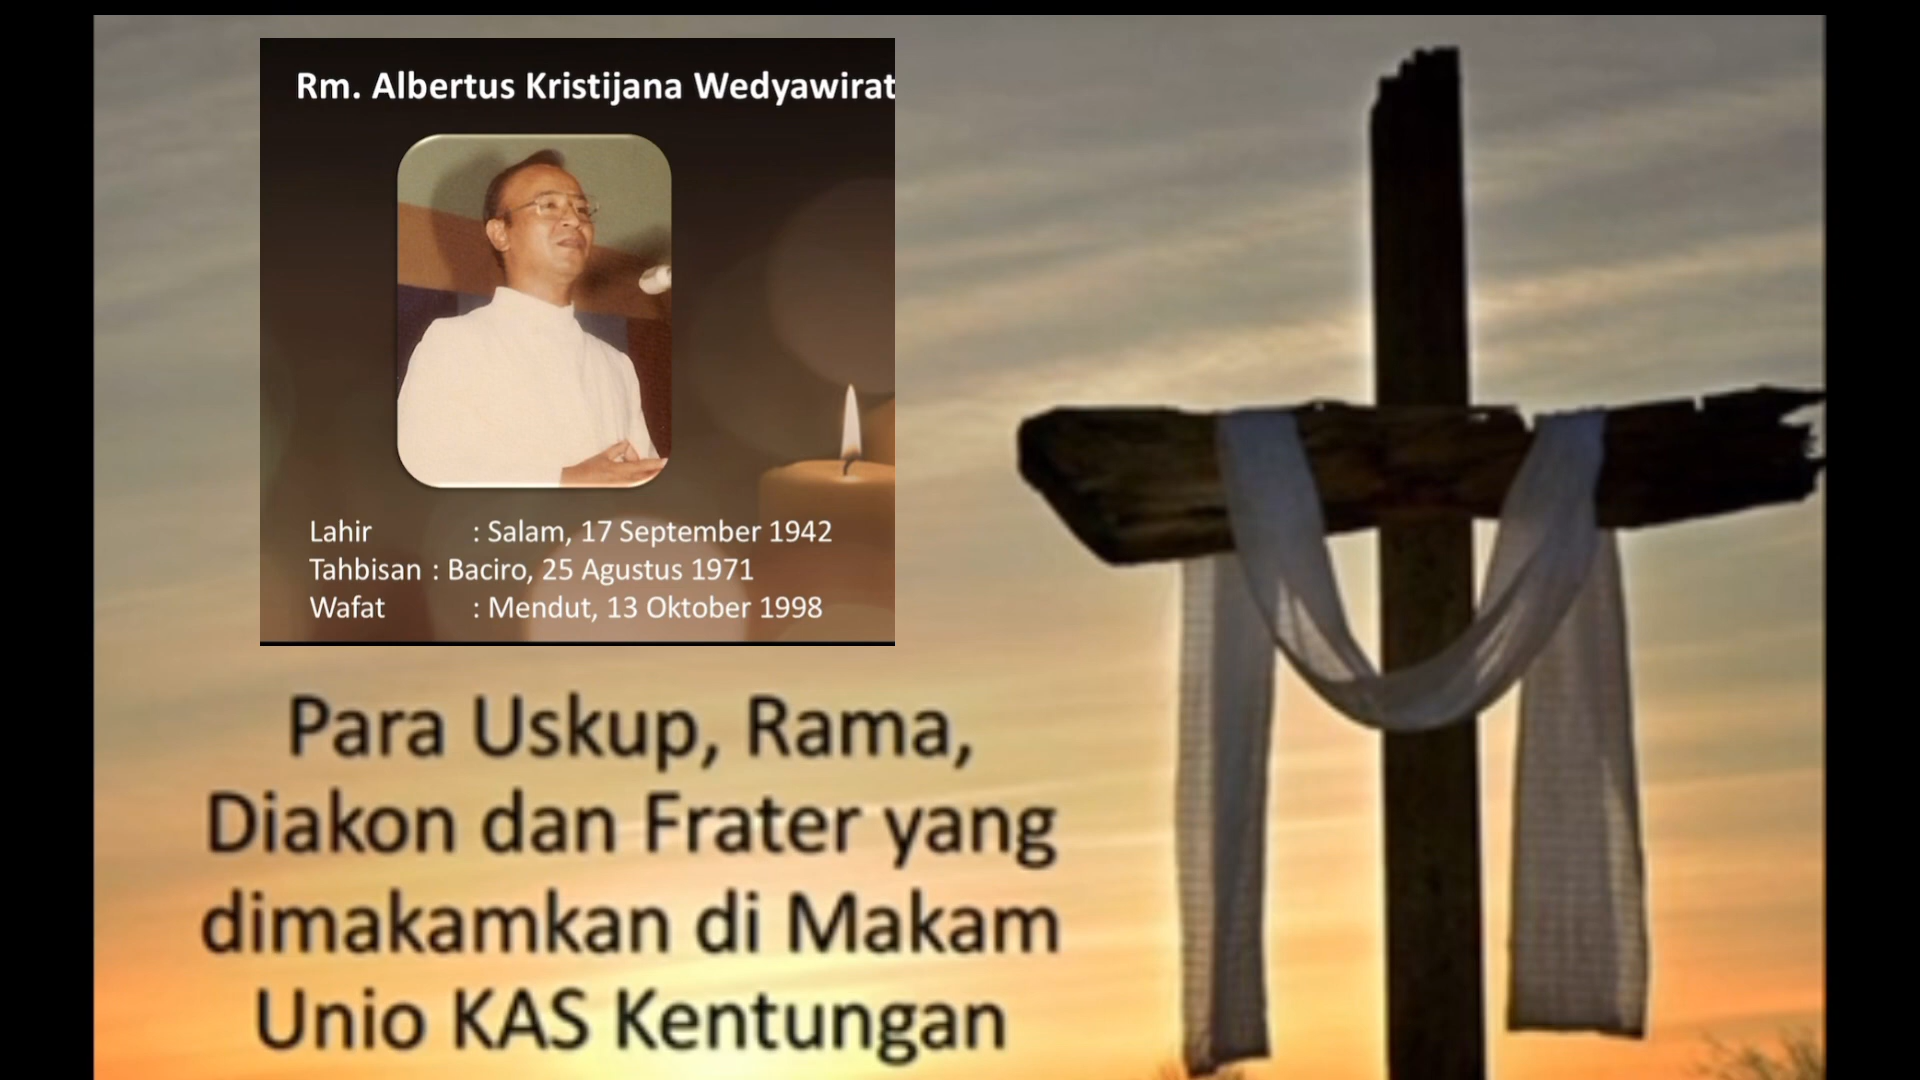 Rm. Albertus Kristijana Wedyawirat
Lahir : Salam, 17 September 1942
Tahbisan : Baciro, 25 Agustus 1971
Wafat : Mendut, 13 Oktober 1998
Para Uskup, Rama,
Diakon dan Frater yang
dimakamkan di Makam
Unio KAS Kentungan